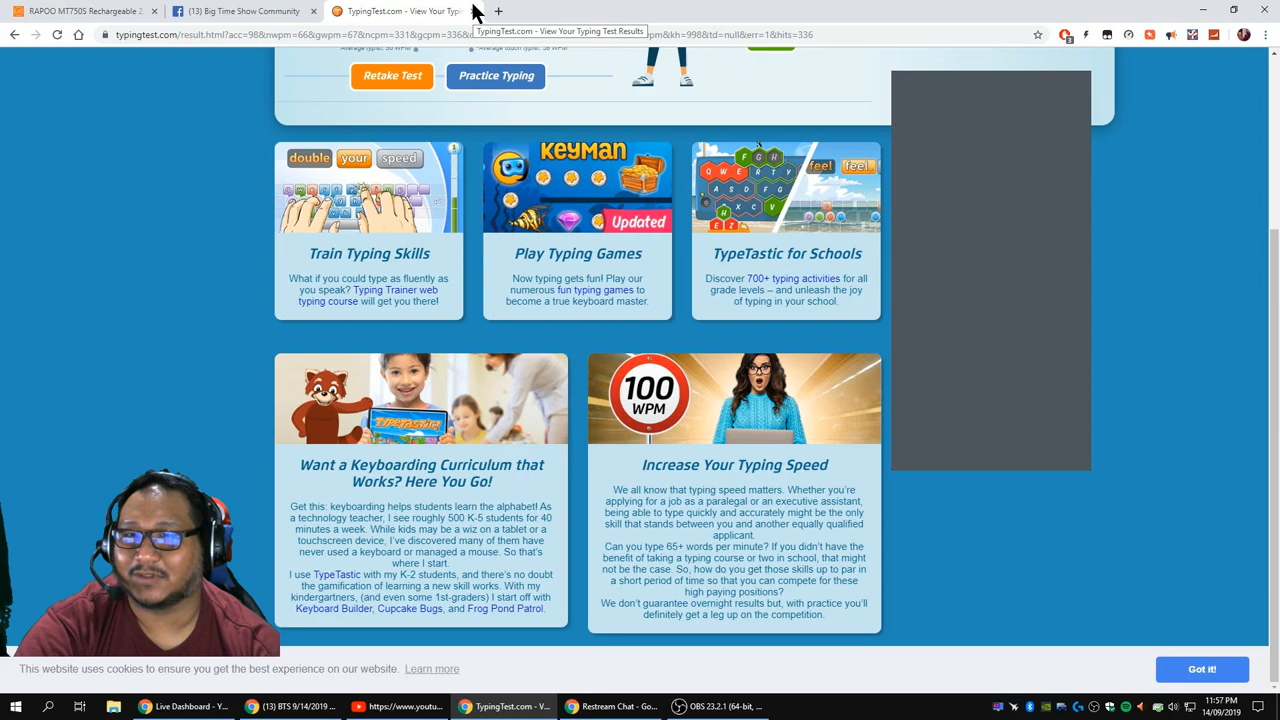 RAPOO MT750S Rechargeable 2.
(13) Big Time Show Community
TypingTest.com - View Your Typi
TypingTest.com - View Your Typing Test Results
typingtest.com/result.html?acc=98&nwpm=66&gwpm=67&ncpm=331&gcpm=336&
pm&kh=998&td=null&err=1&hits=336
3
Retake Test
Practice Typing
double your speed
KEYMAN
Updated
feel feel
Train Typing Skills
What if you could type as fluently as
you speak? Typing Trainer web
typing course will get you there!
Play Typing Games
Now typing gets fun! Play our
numerous fun typing games to
become a true keyboard master.
TypeTastic for Schools
Discover 700+ typing activities for all
grade levels – and unleash the joy
of typing in your school.
TYPETASTIC!
100
WPM
Want a Keyboarding Curriculum that
Works? Here You Go!
Get this: keyboarding helps students learn the alphabet! As
a technology teacher, I see roughly 500 K-5 students for 40
minutes a week. While kids may be a wiz on a tablet or a
touchscreen device, I've discovered many of them have
never used a keyboard or managed a mouse. So that's
where I start.
I use TypeTastic with my K-2 students, and there's no doubt
the gamification of learning a new skill works. With my
kindergartners, (and even some 1st-graders) I start off with
Keyboard Builder, Cupcake Bugs, and Frog Pond Patrol.
Increase Your Typing Speed
We all know that typing speed matters. Whether you're
applying for a job as a paralegal or an executive assistant,
being able to type quickly and accurately might be the only
skill that stands between you and another equally qualified
applicant.
Can you type 65+ words per minute? If you didn't have the
benefit of taking a typing course or two in school, that might
not be the case. So, how do you get those skills up to par in
a short period of time so that you can compete for these
high paying positions?
We don't guarantee overnight results but, with practice you'll
definitely get a leg up on the competition.
This website uses cookies to ensure you get the best experience on our website. Learn more
Got it!
Live Dashboard - Y...
(13) BTS 9/14/2019 ...
https://www.youtu...
TypingTest.com - V...
Restream Chat - Go...
OBS 23.2.1 (64-bit, ...
11:57 PM
14/09/2019